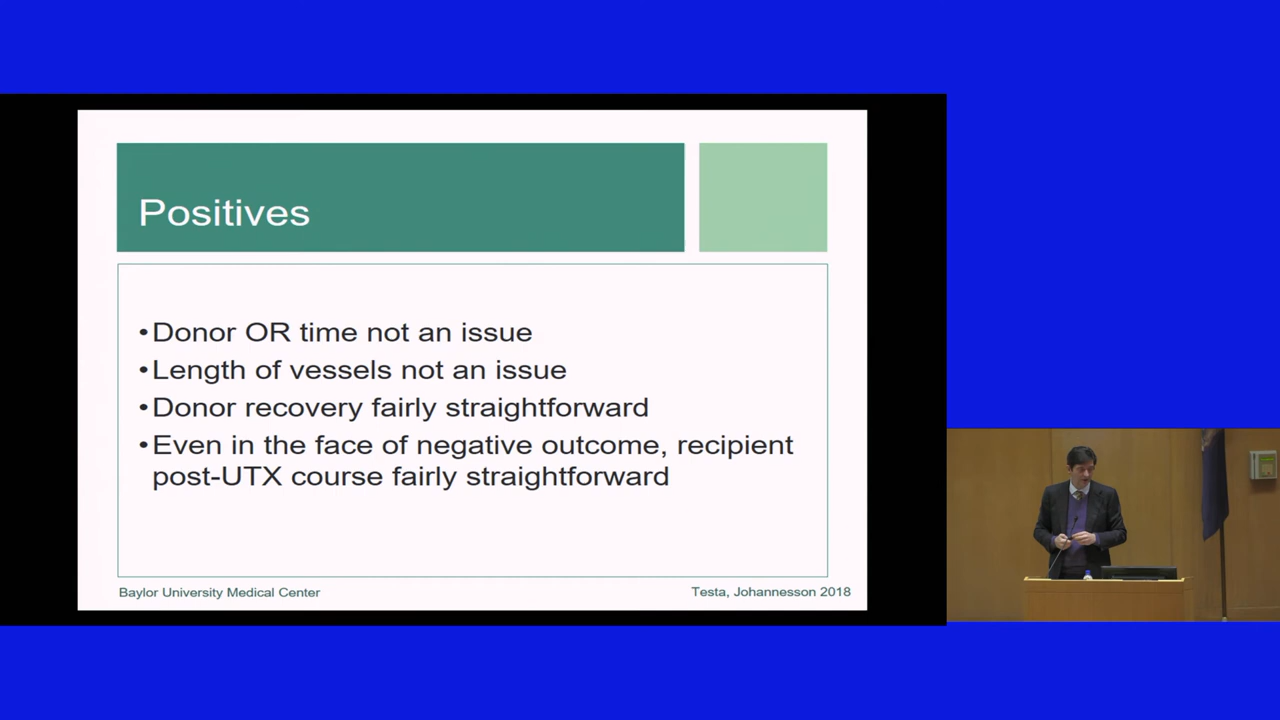 Positives
•Donor OR time not an issue
•Length of vessels not an issue
•Donor recovery fairly straightforward
•Even in the face of negative outcome, recipient
post-UTX course fairly straightforward
Baylor University Medical Center
Testa, Johannesson 2018